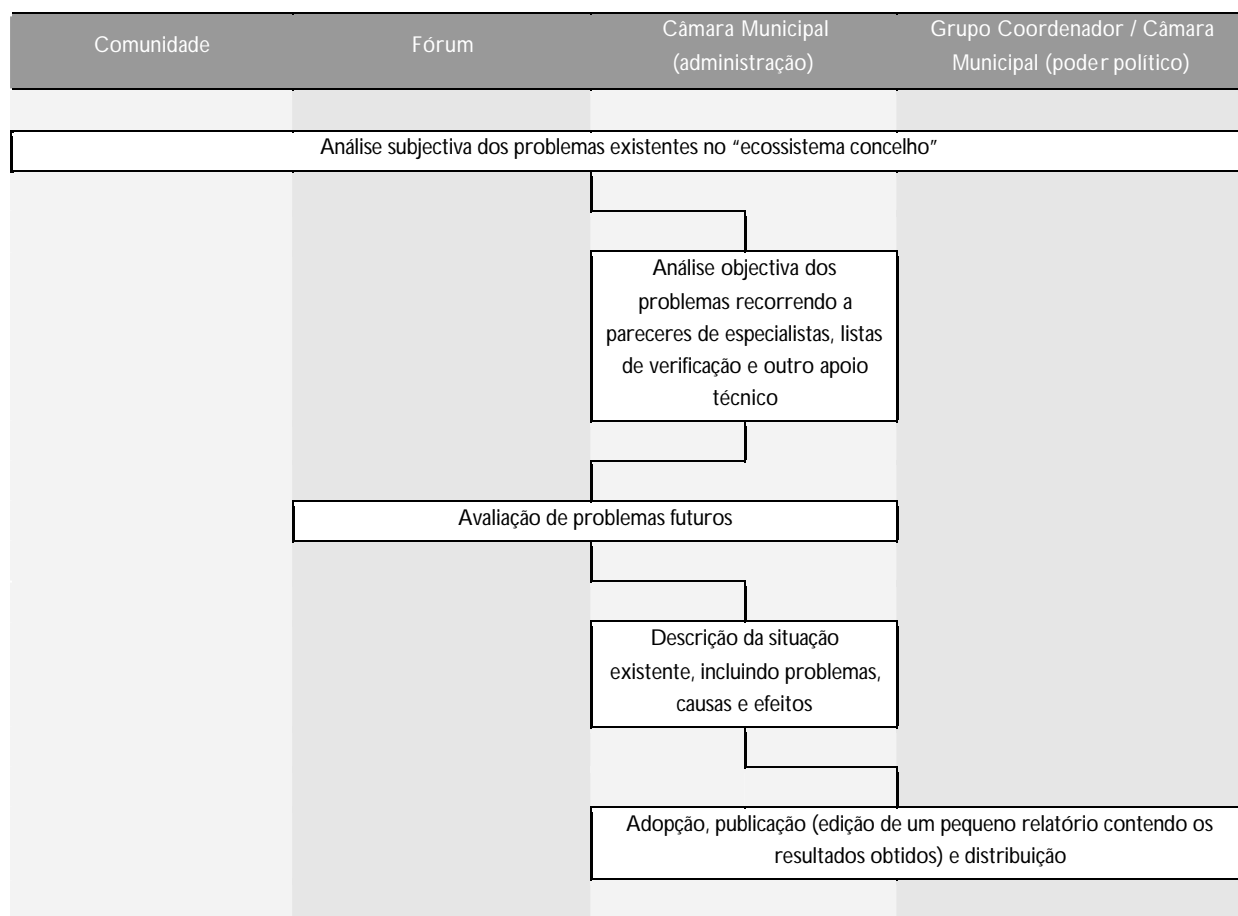 Comunidade
Fórum
Câmara Municipal
(administração)
Grupo Coordenador / Câmara
Municipal (poder político)
Análise subjectiva dos problemas existentes no “ecossistema concelho”
Análise objectiva dos
problemas recorrendo a
pareceres de especialistas, listas
de verificação e outro apoio
técnico
Avaliação de problemas futuros
Descrição da situação
existente, incluindo problemas,
causas e efeitos
Adopção, publicação (edição de um pequeno relatório contendo os
resultados obtidos) e distribuição